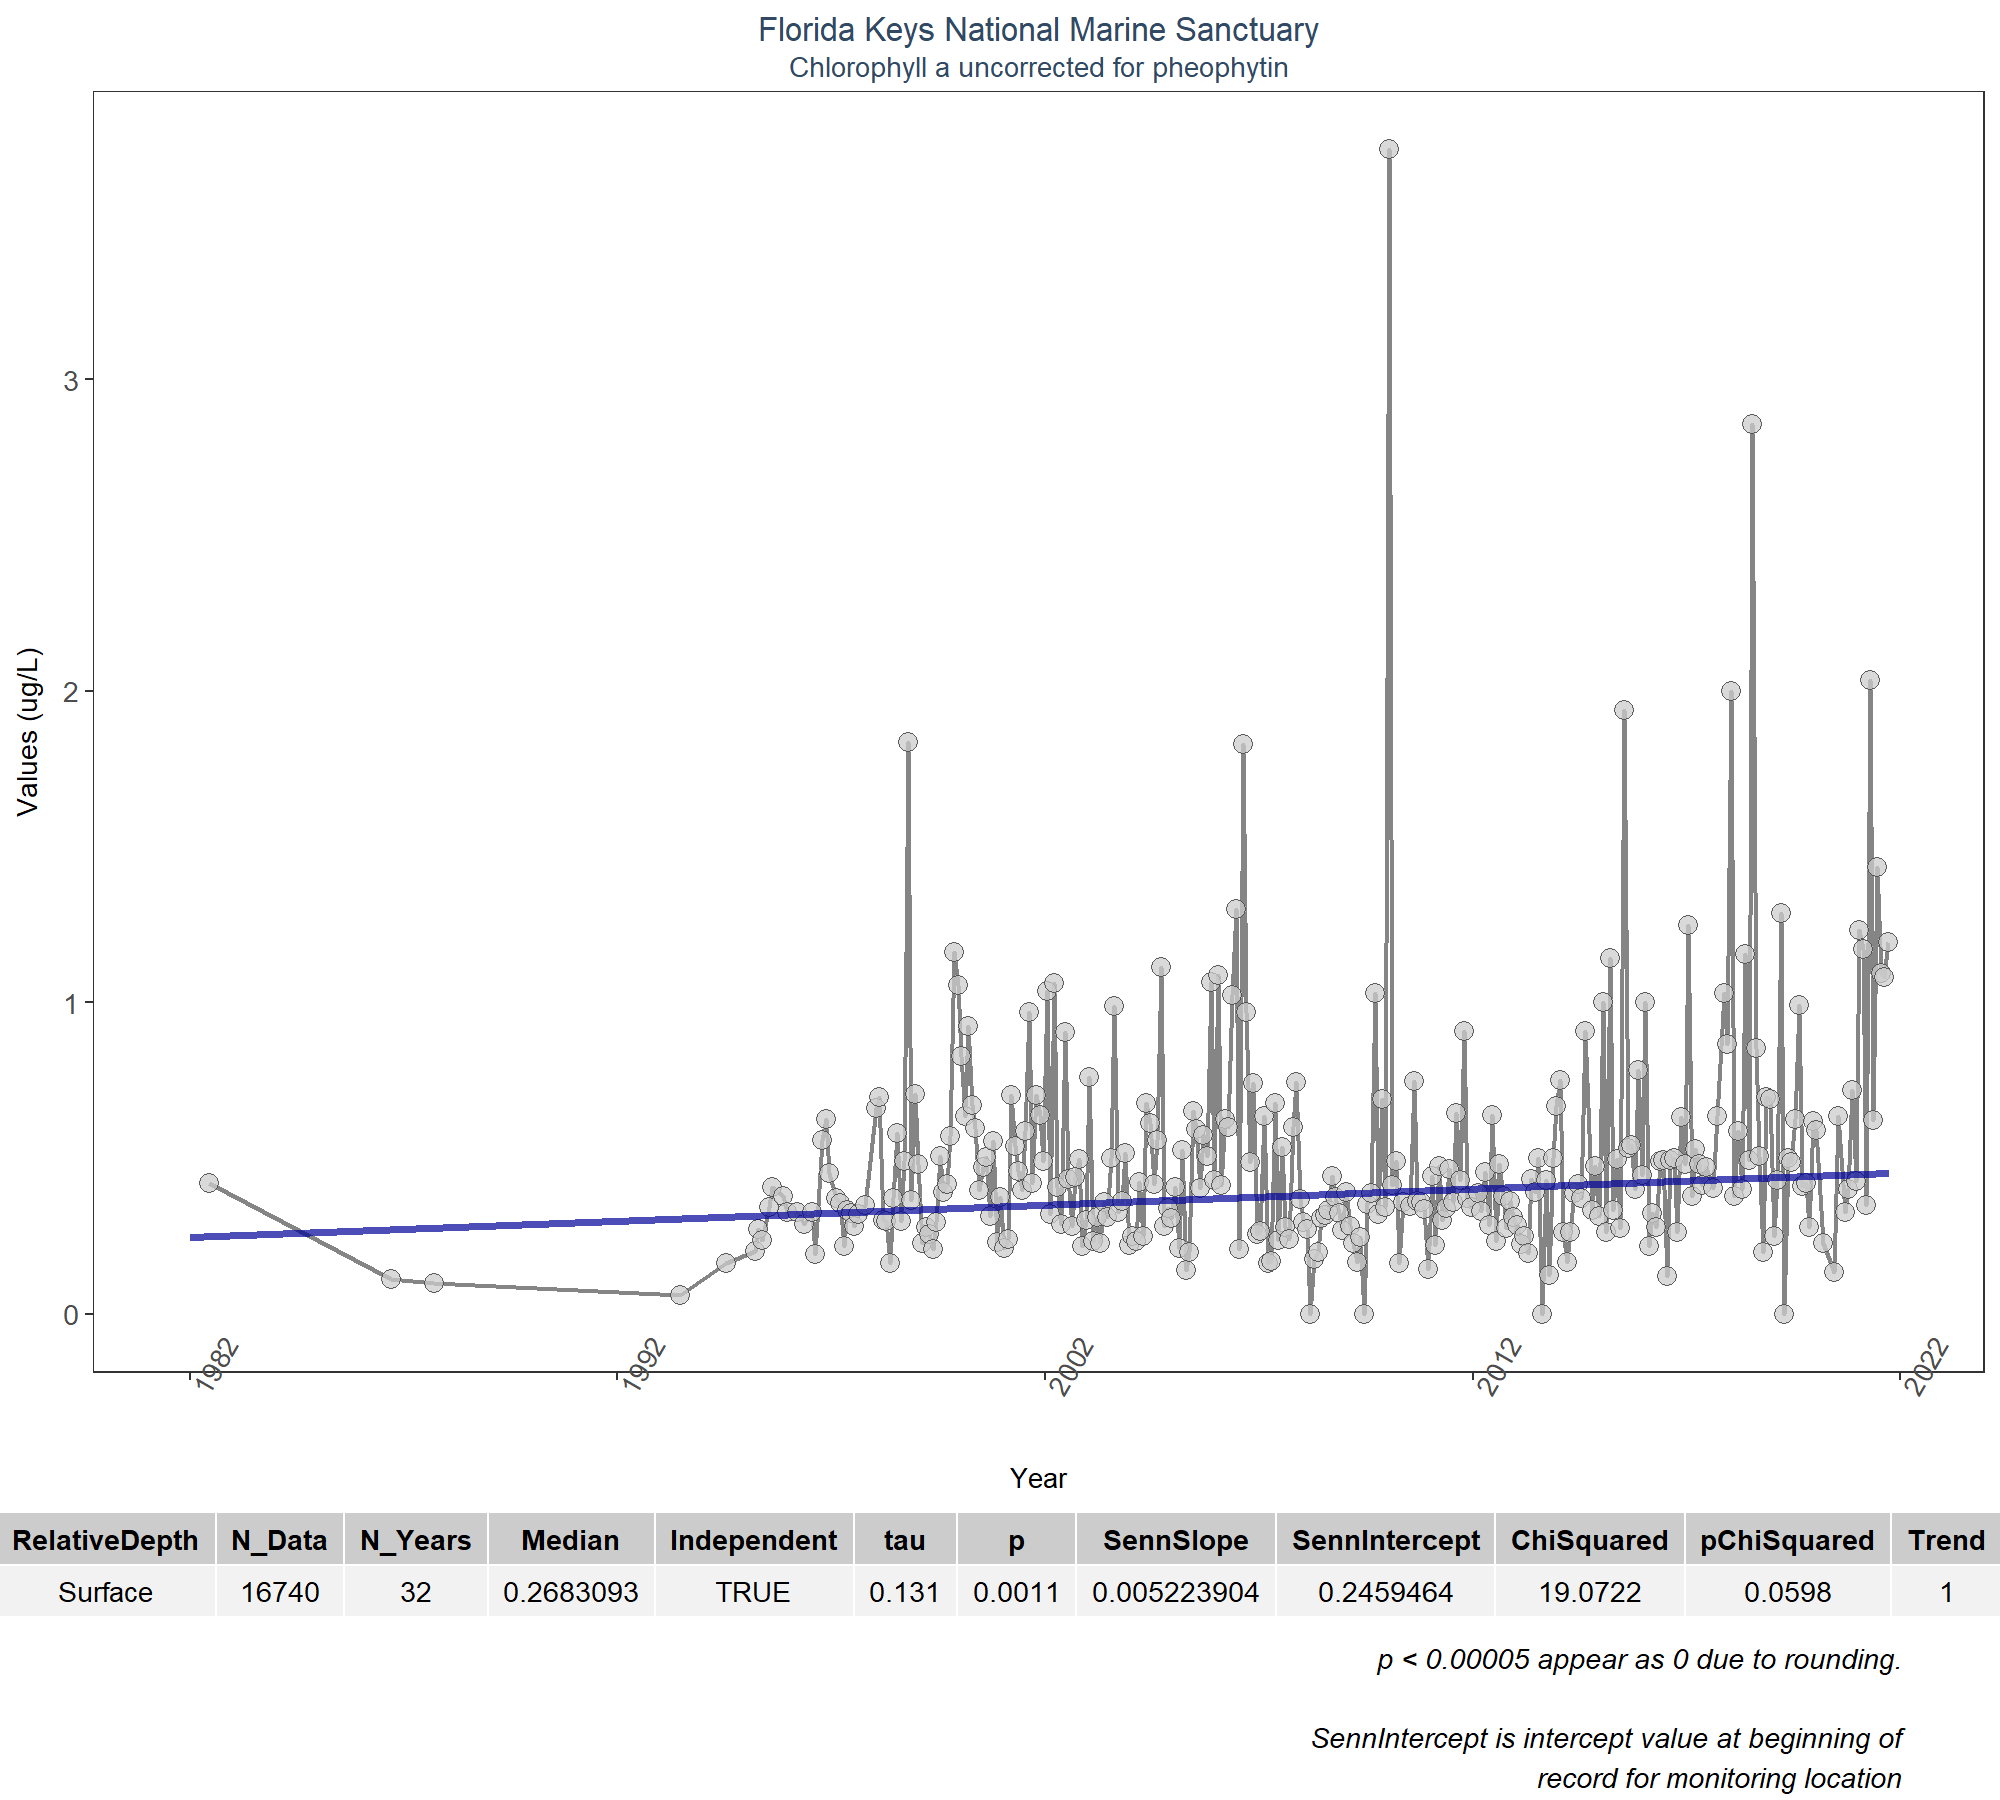 Florida Keys National Marine Sanctuary
Chlorophyll a uncorrected for pheophytin
Values (ug/L)
3
2
1
0
1982
1992
2002
2012
2022
Year
RelativeDepth N_Data N_Years Median Independent tau p SennSlope SennIntercept ChiSquared pChiSquared Trend
Surface 16740 32 0.2683093 TRUE 0.131 0.0011 0.005223904 0.2459464 19.0722 0.0598 1
p < 0.00005 appear as 0 due to rounding.
SennIntercept is intercept value at beginning of
record for monitoring location